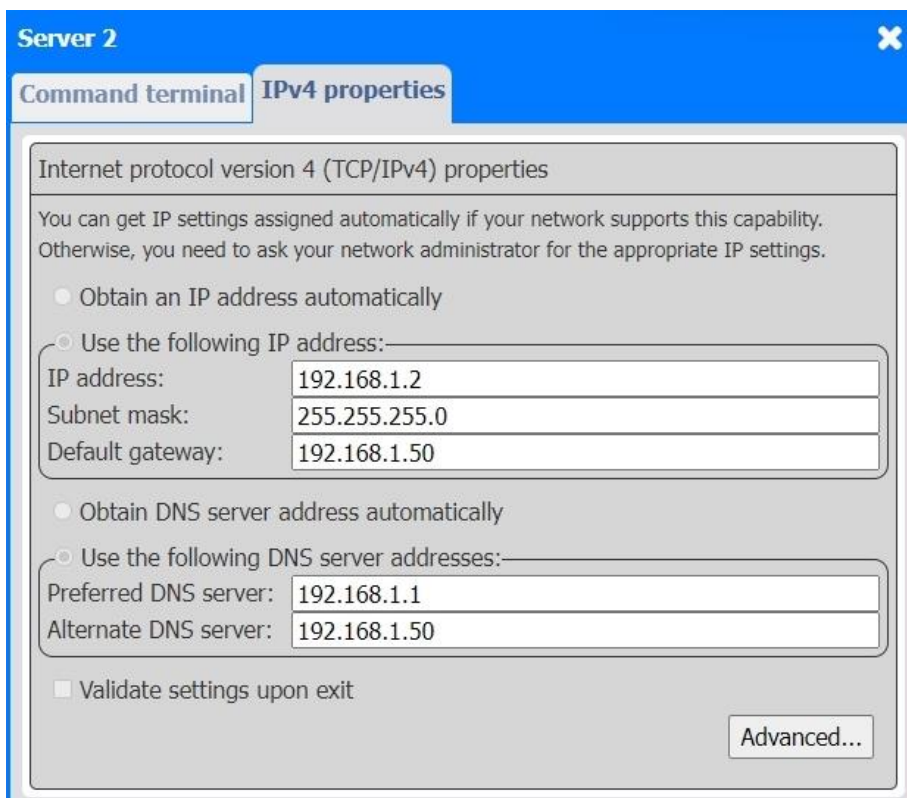 Server 2
Command terminal
IPv4 properties
Internet protocol version 4 (TCP/IPv4) properties
You can get IP settings assigned automatically if your network supports this capability.
Otherwise, you need to ask your network administrator for the appropriate IP settings.
Obtain an IP address automatically
Use the following IP address:
IP address: 192.168.1.2
Subnet mask: 255.255.255.0
Default gateway: 192.168.1.50
Obtain DNS server address automatically
Use the following DNS server addresses:
Preferred DNS server: 192.168.1.1
Alternate DNS server: 192.168.1.50
Validate settings upon exit
Advanced...